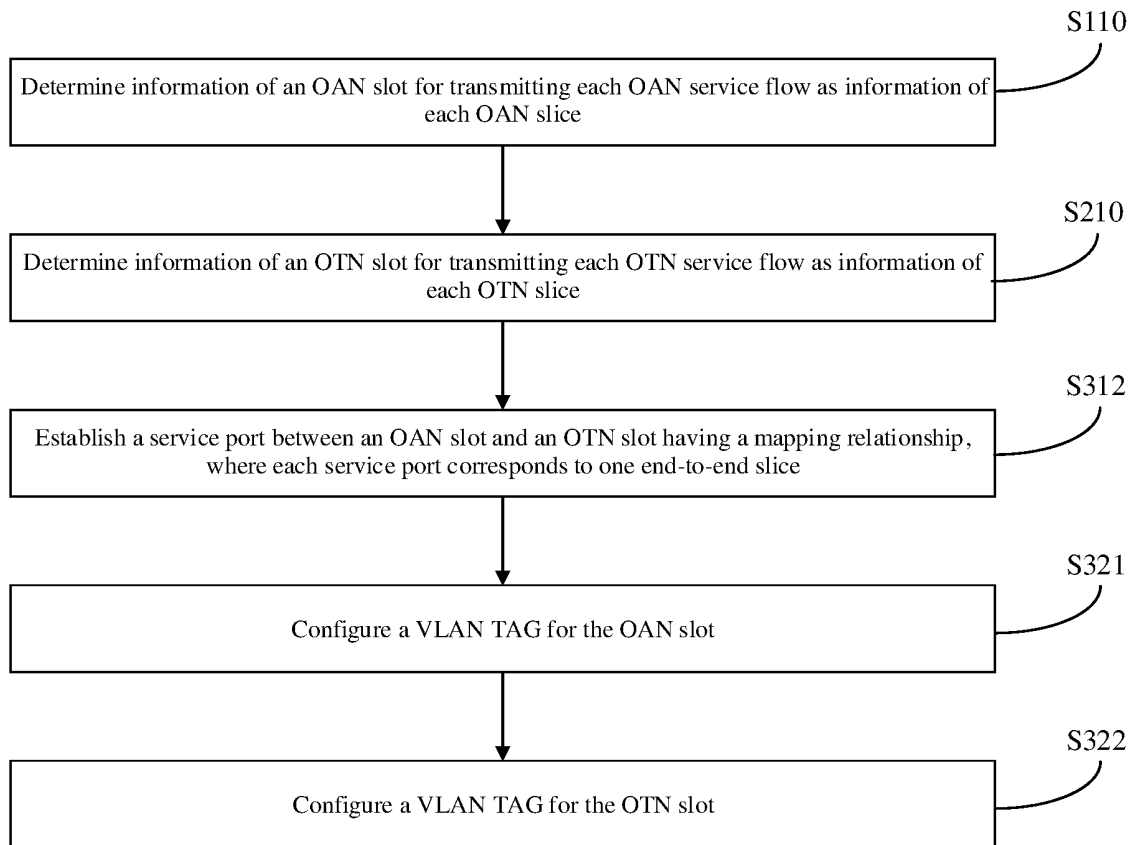 S110
Determine information of an OAN slot for transmitting each OAN service flow as information of
each OAN slice
S210
Determine information of an OTN slot for transmitting each OTN service flow as information of
each OTN slice
S312
Establish a service port between an OAN slot and an OTN slot having a mapping relationship,
where each service port corresponds to one end-to-end slice
S321
Configure a VLAN TAG for the OAN slot
S322
Configure a VLAN TAG for the OTN slot